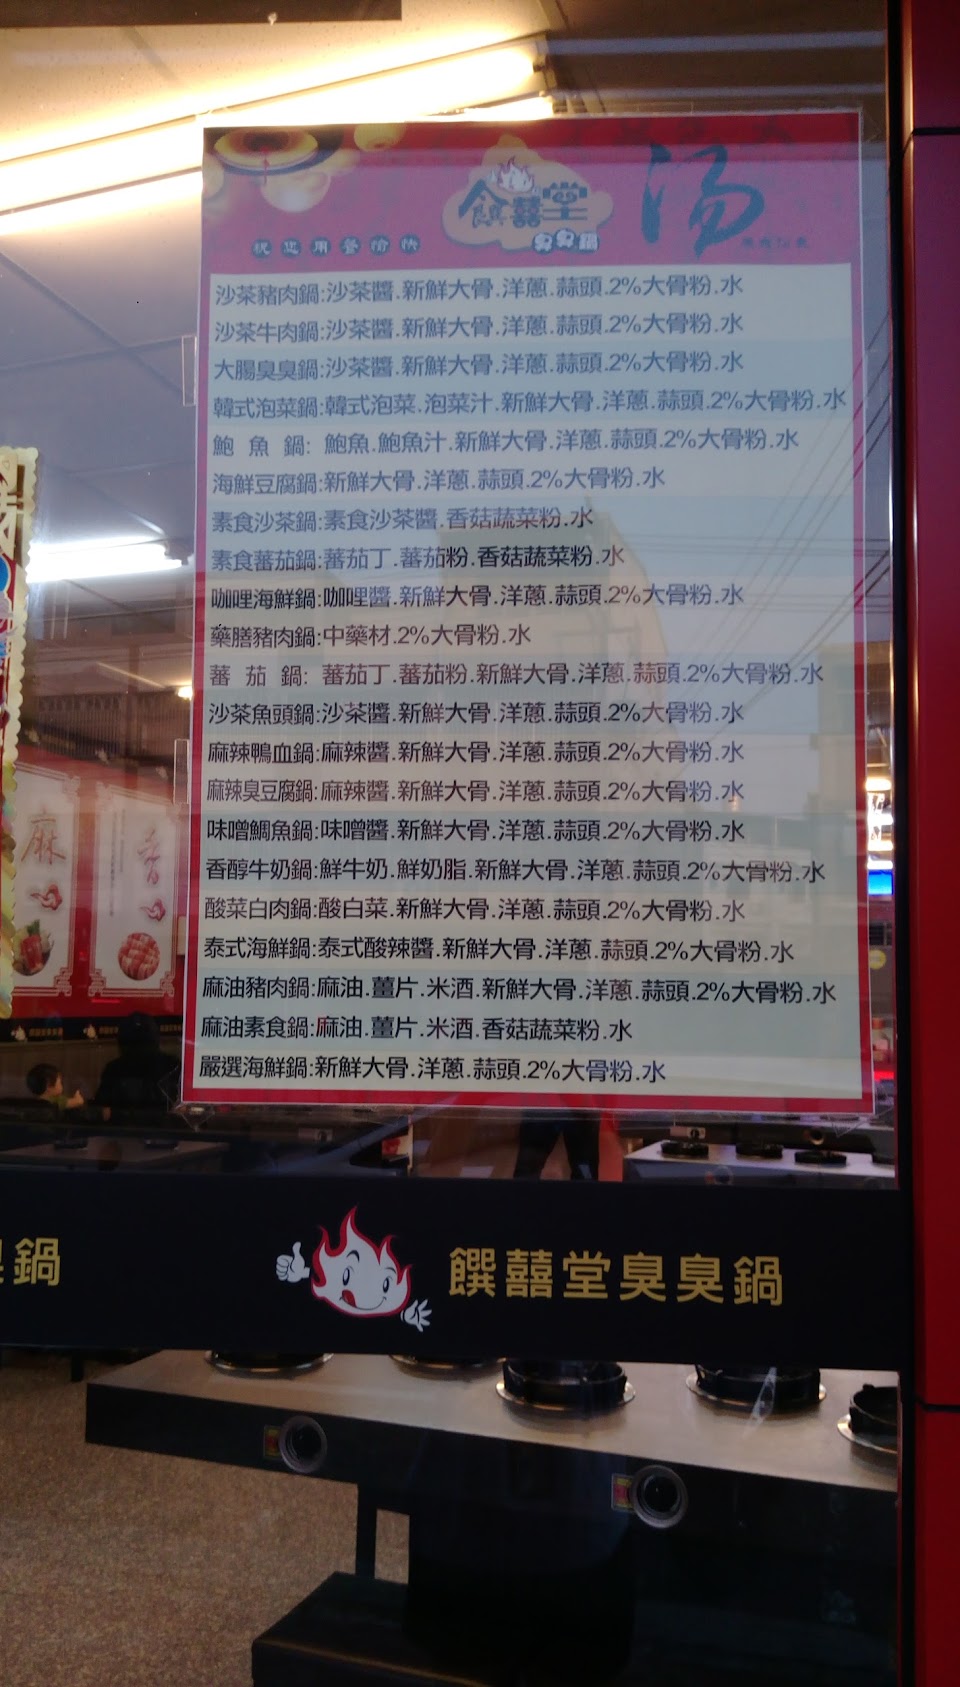 饌囍堂
臭臭鍋
汤
祝您用餐愉快
沙茶豬肉鍋:沙茶醬.新鮮大骨.洋蔥.蒜頭.2%大骨粉.水
沙茶牛肉鍋:沙茶醬.新鮮大骨.洋蔥.蒜頭.2%大骨粉.水
大腸臭臭鍋:沙茶醬.新鮮大骨.洋蔥.蒜頭.2%大骨粉.水
韓式泡菜鍋:韓式泡菜.泡菜汁.新鮮大骨.洋蔥.蒜頭.2%大骨粉.水
鮑 魚 鍋: 鮑魚.鮑魚汁.新鮮大骨.洋蔥.蒜頭.2%大骨粉.水
海鮮豆腐鍋:新鮮大骨.洋蔥.蒜頭.2%大骨粉.水
素食沙茶鍋:素食沙茶醬.香菇蔬菜粉.水
素食蕃茄鍋:蕃茄丁.蕃茄粉.香菇蔬菜粉.水
咖哩海鮮鍋:咖哩醬.新鮮大骨.洋蔥.蒜頭.2%大骨粉.水
藥膳豬肉鍋:中藥材.2%大骨粉.水
蕃 茄 鍋: 蕃茄丁.蕃茄粉.新鮮大骨.洋蔥.蒜頭.2%大骨粉.水
沙茶魚頭鍋:沙茶醬.新鮮大骨.洋蔥.蒜頭.2%大骨粉.水
麻辣鴨血鍋:麻辣醬.新鮮大骨.洋蔥.蒜頭.2%大骨粉.水
麻辣臭豆腐鍋:麻辣醬.新鮮大骨.洋蔥.蒜頭.2%大骨粉.水
味噌鯛魚鍋:味噌醬.新鮮大骨.洋蔥.蒜頭.2%大骨粉.水
香醇牛奶鍋:鮮牛奶.鮮奶脂.新鮮大骨.洋蔥.蒜頭.2%大骨粉.水
酸菜白肉鍋:酸白菜.新鮮大骨.洋蔥.蒜頭.2%大骨粉.水
泰式海鮮鍋:泰式酸辣醬.新鮮大骨.洋蔥.蒜頭.2%大骨粉.水
麻油豬肉鍋:麻油.薑片.米酒.新鮮大骨.洋蔥.蒜頭.2%大骨粉.水
麻油素食鍋:麻油.薑片.米酒.香菇蔬菜粉.水
嚴選海鮮鍋:新鮮大骨.洋蔥.蒜頭.2%大骨粉.水
麻
香
鍋
饌囍堂臭臭鍋